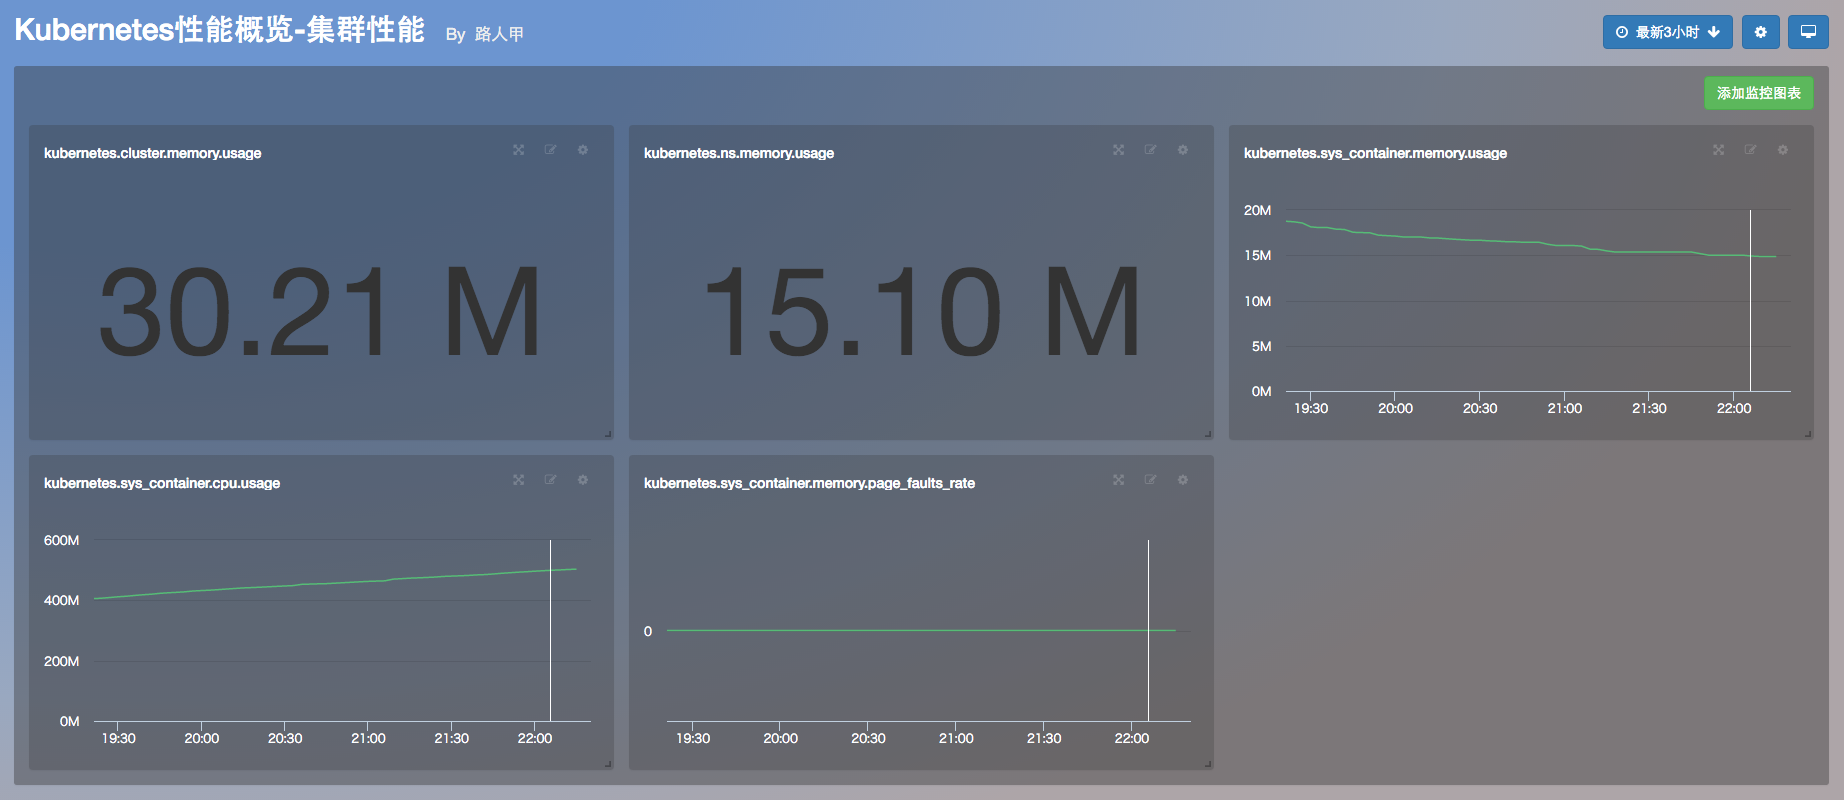 Kubernetes性能概览-集群性能 By 路人甲
最新3小时
添加监控图表
kubernetes.cluster.memory.usage
30.21 M
kubernetes.ns.memory.usage
15.10 M
kubernetes.sys_container.memory.usage
20M
15M
10M
5M
0M
19:30 20:00 20:30 21:00 21:30 22:00
kubernetes.sys_container.cpu.usage
600M
400M
200M
0M
19:30 20:00 20:30 21:00 21:30 22:00
kubernetes.sys_container.memory.page_faults_rate
0
19:30 20:00 20:30 21:00 21:30 22:00